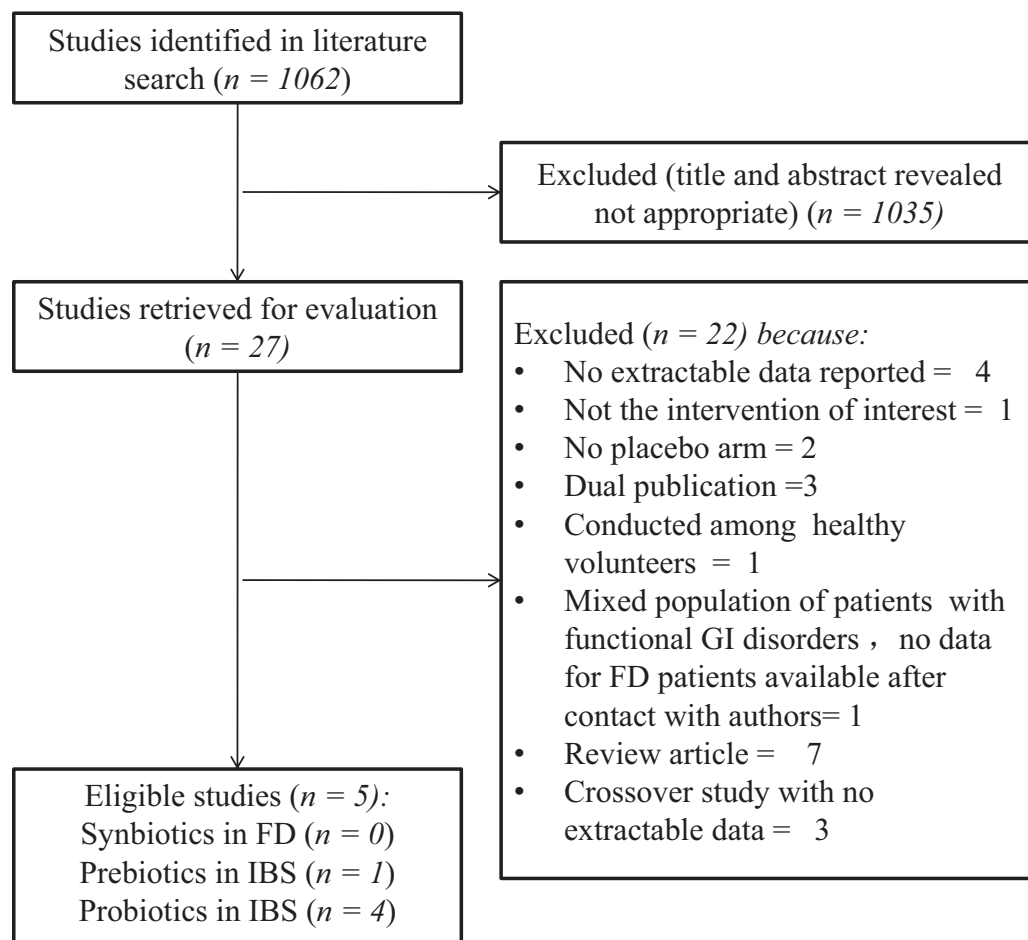 Studies identified in literature
search (n = 1062)
Excluded (title and abstract revealed
not appropriate) (n = 1035)
Studies retrieved for evaluation
(n = 27)
Excluded (n = 22) because:
• No extractable data reported = 4
• Not the intervention of interest = 1
• No placebo arm = 2
• Dual publication =3
• Conducted among healthy
volunteers = 1
• Mixed population of patients with
functional GI disorders ， no data
for FD patients available after
contact with authors= 1
• Review article = 7
• Crossover study with no
extractable data = 3
Eligible studies (n = 5):
Synbiotics in FD (n = 0)
Prebiotics in IBS (n = 1)
Probiotics in IBS (n = 4)